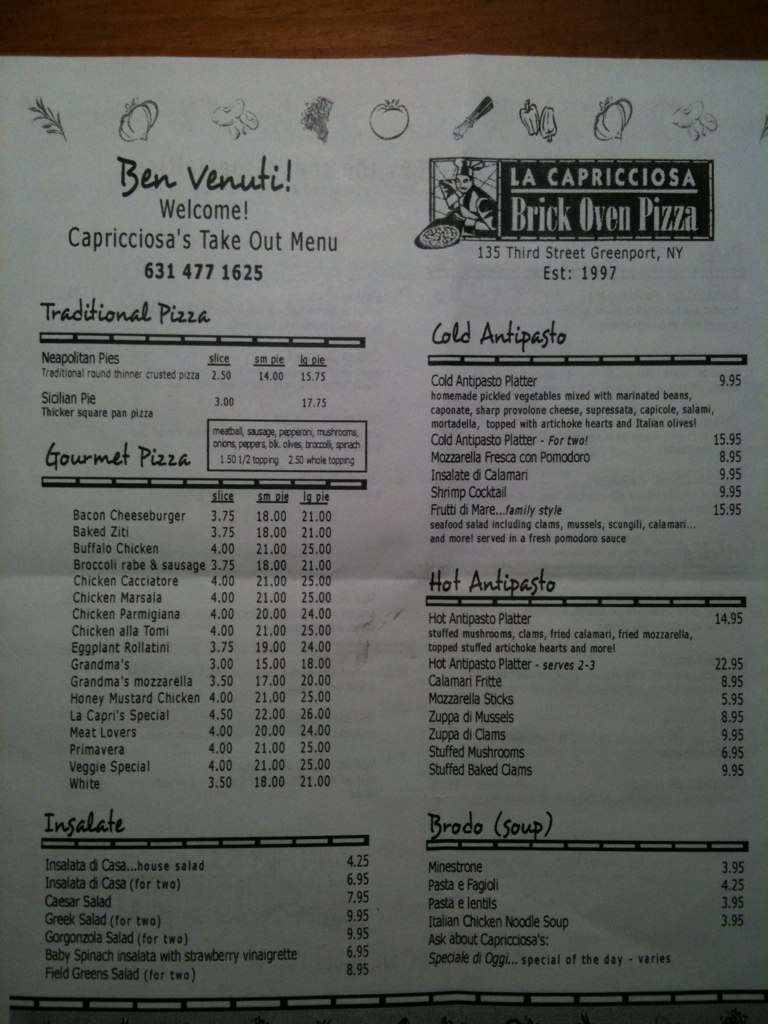 Ben Venuti!
Welcome!
Capricciosa's Take Out Menu
631 477 1625
LA CAPRICCIOSA
Brick Oven Pizza
135 Third Street Greenport, NY
Est: 1997
Traditional Pizza
slice sm pie lg pie
Neapolitan Pies
Traditional round thinner crusted pizza 2.50 14.00 15.75
Sicilian Pie 3.00 17.75
Thicker square pan pizza
meatball, sausage, pepperoni, mushrooms,
onions, peppers, blk. olives, broccoli, spinach
1.50 1/2 topping 2.50 whole topping
Gourmet Pizza
slice sm pie lg pie
Bacon Cheeseburger 3.75 18.00 21.00
Baked Ziti 3.75 18.00 21.00
Buffalo Chicken 4.00 21.00 25.00
Broccoli rabe & sausage 3.75 18.00 21.00
Chicken Cacciatore 4.00 21.00 25.00
Chicken Marsala 4.00 21.00 25.00
Chicken Parmigiana 4.00 20.00 24.00
Chicken alla Tomi 4.00 21.00 25.00
Eggplant Rollatini 3.75 19.00 24.00
Grandma's 3.00 15.00 18.00
Grandma's mozzarella 3.50 17.00 20.00
Honey Mustard Chicken 4.00 21.00 25.00
La Capri's Special 4.50 22.00 26.00
Meat Lovers 4.00 20.00 24.00
Primavera 4.00 21.00 25.00
Veggie Special 4.00 21.00 25.00
White 3.50 18.00 21.00
Insalate
Insalata di Casa...house salad 4.25
Insalata di Casa (for two) 6.95
Caesar Salad 7.95
Greek Salad (for two) 9.95
Gorgonzola Salad (for two) 9.95
Baby Spinach insalata with strawberry vinaigrette 6.95
Field Greens Salad (for two) 8.95
Cold Antipasto
Cold Antipasto Platter 9.95
homemade pickled vegetables mixed with marinated beans,
caponate, sharp provolone cheese, supressata, capicole, salami,
mortadella, topped with artichoke hearts and Italian olives!
Cold Antipasto Platter - For two! 15.95
Mozzarella Fresca con Pomodoro 8.95
Insalate di Calamari 9.95
Shrimp Cocktail 9.95
Frutti di Mare...family style 15.95
seafood salad including clams, mussels, scungili, calamari...
and more! served in a fresh pomodoro sauce
Hot Antipasto
Hot Antipasto Platter 14.95
stuffed mushrooms, clams, fried calamari, fried mozzarella,
topped stuffed artichoke hearts and more!
Hot Antipasto Platter - serves 2-3 22.95
Calamari Fritte 8.95
Mozzarella Sticks 5.95
Zuppa di Mussels 8.95
Zuppa di Clams 9.95
Stuffed Mushrooms 6.95
Stuffed Baked Clams 9.95
Brodo (soup)
Minestrone 3.95
Pasta e Fagioli 4.25
Pasta e lentils 3.95
Italian Chicken Noodle Soup 3.95
Ask about Capricciosa's:
Speciale di Oggi... special of the day - varies